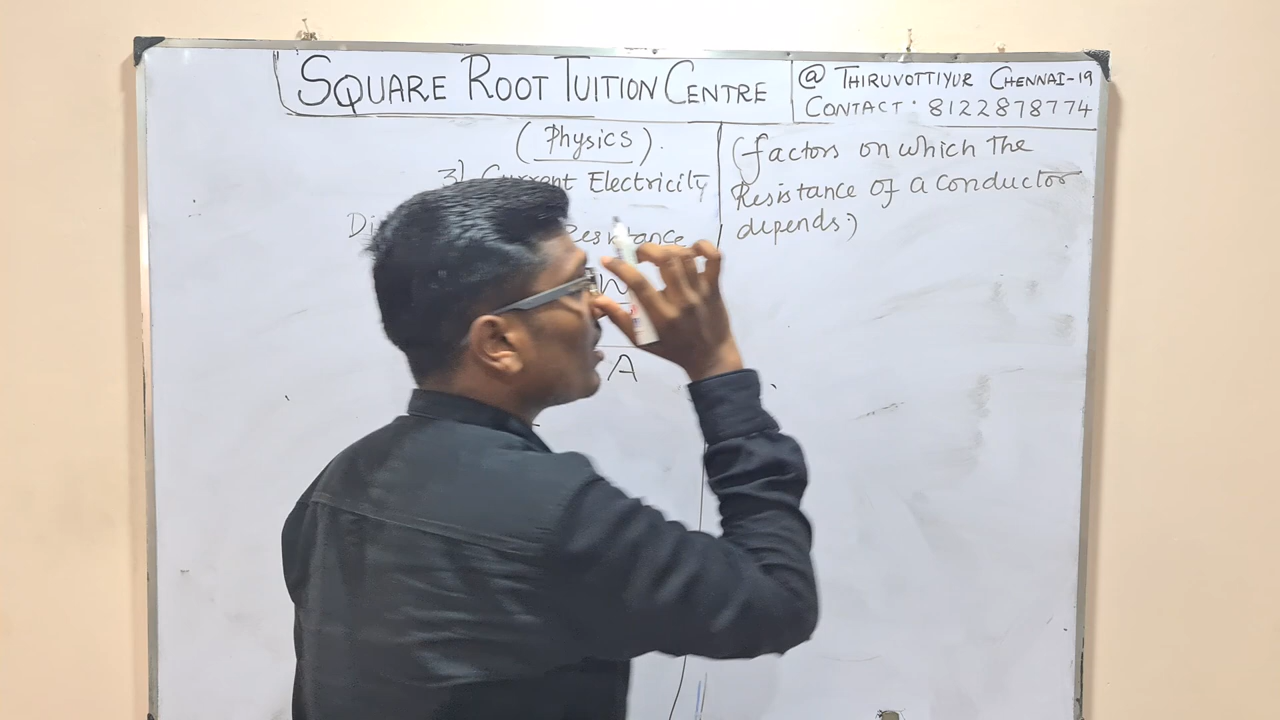 SQUARE ROOT TUITION CENTRE
@ THIRUVOTTIYUR CHENNAI-19
CONTACT: 8122878774
(Physics).
3) Current Electricity
Resistance
A
(factors on which the
Resistance of a conductor
depends)